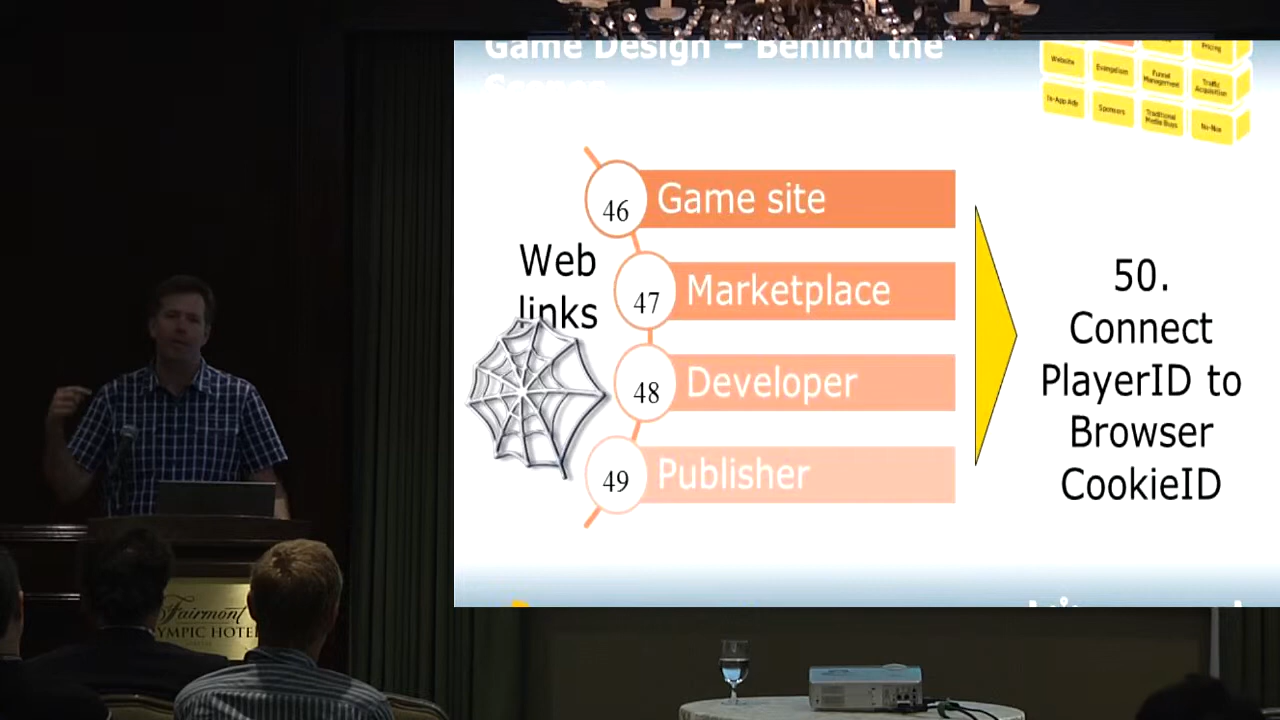 Game Design – Behind the
Pricing
Website
Evangelism
Funnel
Management
Traffic
Acquisition
In-App Ads
Sponsors
Traditional
Media Buys
46
Game site
Web
links
47
Marketplace
48
Developer
49
Publisher
50.
Connect
PlayerID to
Browser
CookieID
Fairmont
YMPIC HOTEL